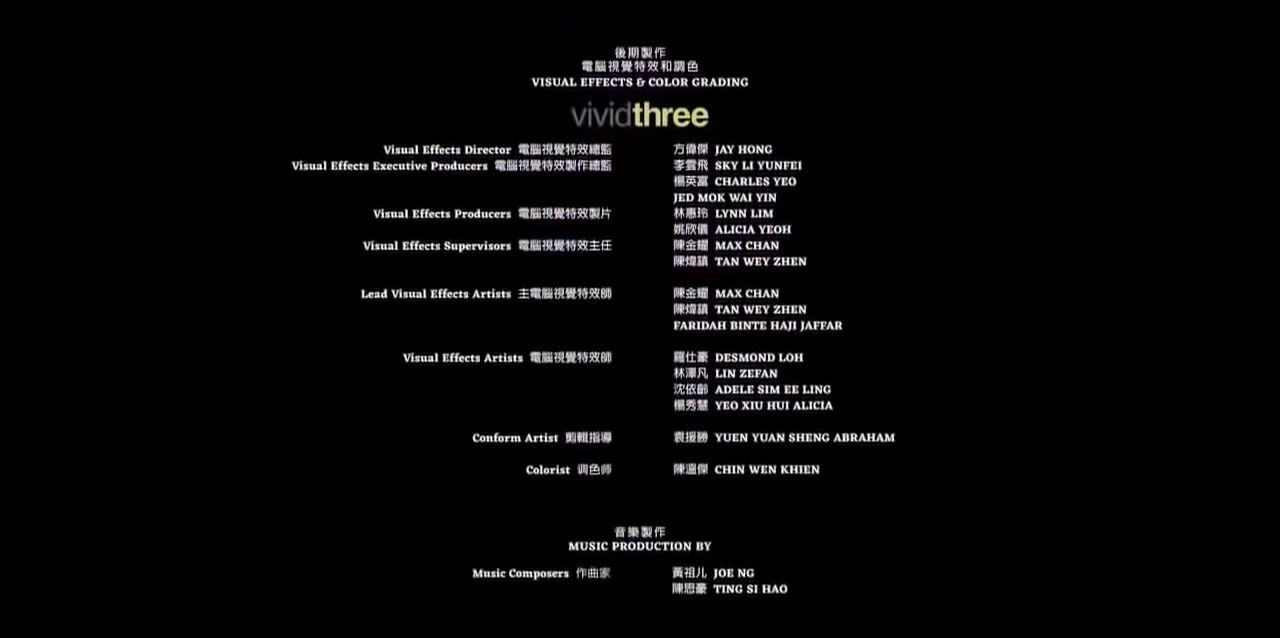 後期製作
電腦視覺特效和調色
VISUAL EFFECTS & COLOR GRADING
vividthree
Visual Effects Director 電腦視覺特效總監 方偉傑 JAY HONG
Visual Effects Executive Producers 電腦視覺特效製作總監 李雲飛 SKY LI YUNFEI
楊英富 CHARLES YEO
JED MOK WAI YIN
Visual Effects Producers 電腦視覺特效製片 林惠玲 LYNN LIM
姚欣儀 ALICIA YEOH
Visual Effects Supervisors 電腦視覺特效主任 陳金耀 MAX CHAN
陳煒鎮 TAN WEY ZHEN
Lead Visual Effects Artists 主電腦視覺特效師 陳金耀 MAX CHAN
陳煒鎮 TAN WEY ZHEN
FARIDAH BINTE HAJI JAFFAR
Visual Effects Artists 電腦視覺特效師 羅仕豪 DESMOND LOH
林澤凡 LIN ZEFAN
沈依齡 ADELE SIM EE LING
楊秀慧 YEO XIU HUI ALICIA
Conform Artist 剪輯指導 袁援勝 YUEN YUAN SHENG ABRAHAM
Colorist 调色师 陳溫傑 CHIN WEN KHIEN
音樂製作
MUSIC PRODUCTION BY
Music Composers 作曲家 黃祖儿 JOE NG
陳思豪 TING SI HAO